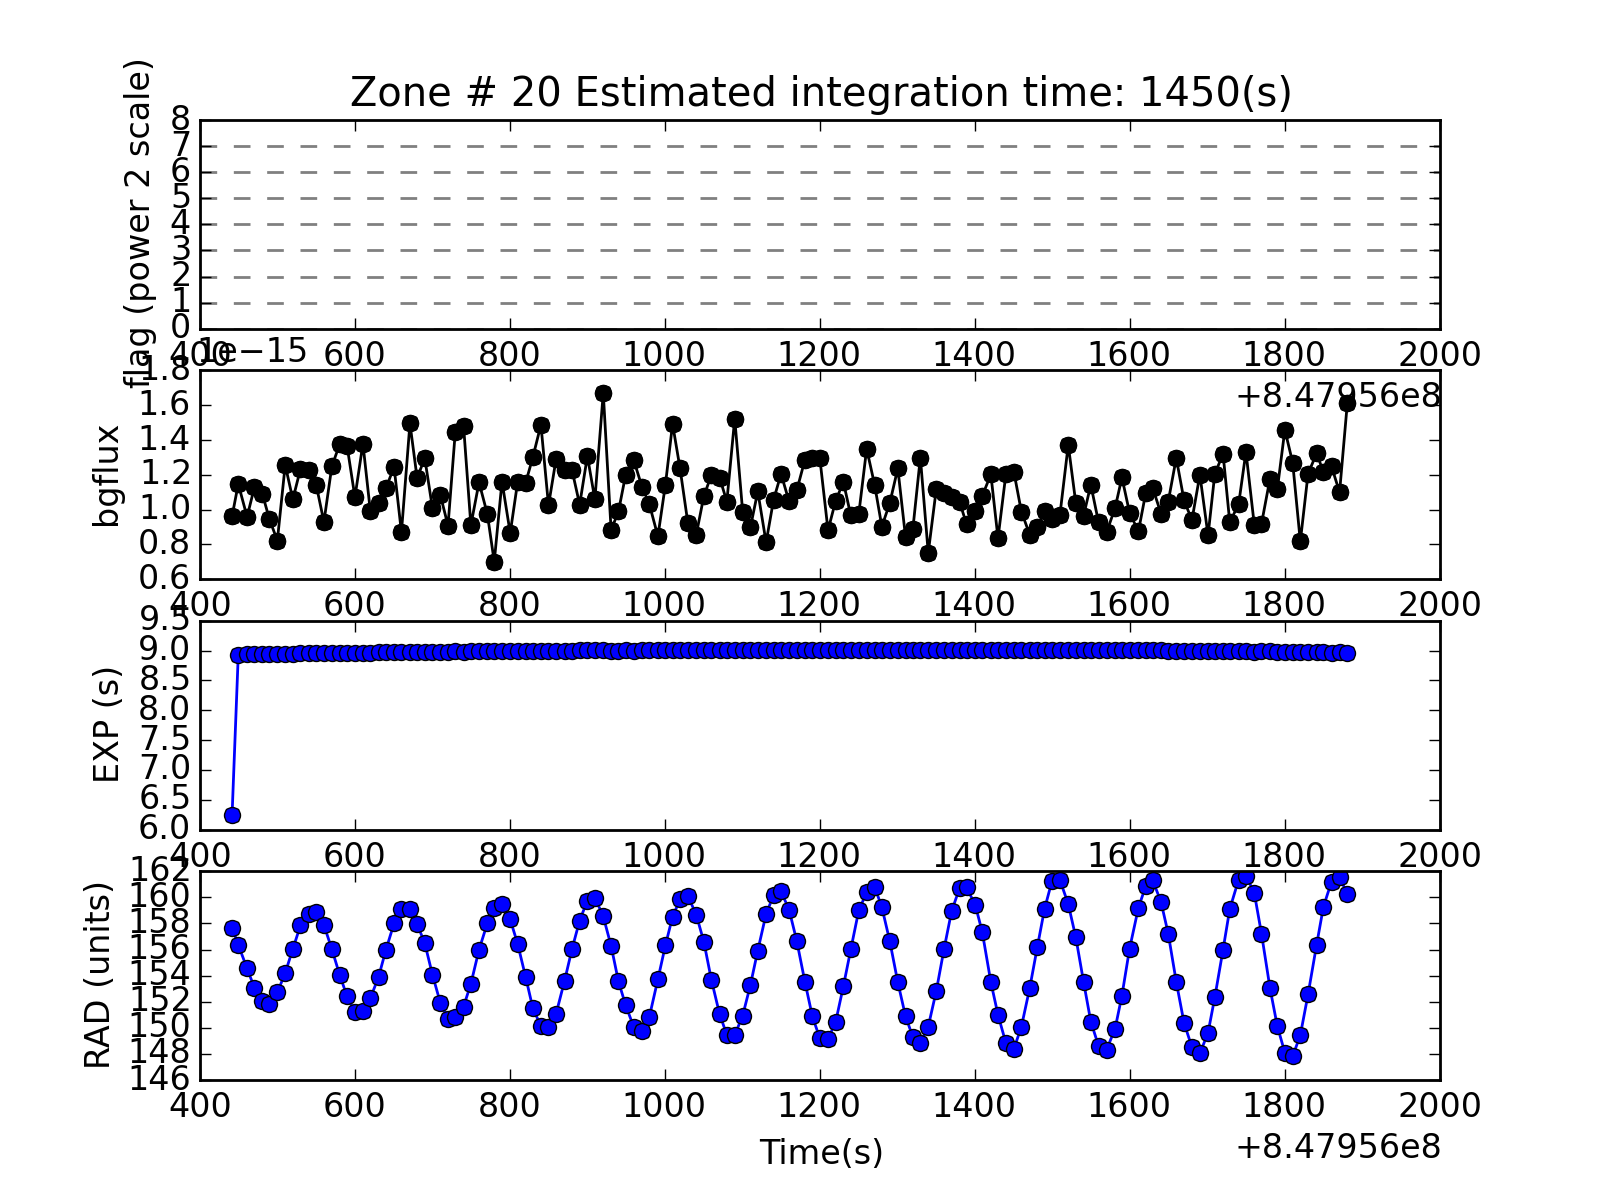 Zone # 20 Estimated integration time: 1450(s)
flag (power 2 scale)
8
7
6
5
4
3
2
1
0
400 600 800 1000 1200 1400 1600 1800 2000
1e−15
+8.47956e8
bgflux
1.8
1.6
1.4
1.2
1.0
0.8
0.6
400 600 800 1000 1200 1400 1600 1800 2000
EXP (s)
9.5
9.0
8.5
8.0
7.5
7.0
6.5
6.0
400 600 800 1000 1200 1400 1600 1800 2000
RAD (units)
162
160
158
156
154
152
150
148
146
400 600 800 1000 1200 1400 1600 1800 2000
Time(s)
+8.47956e8